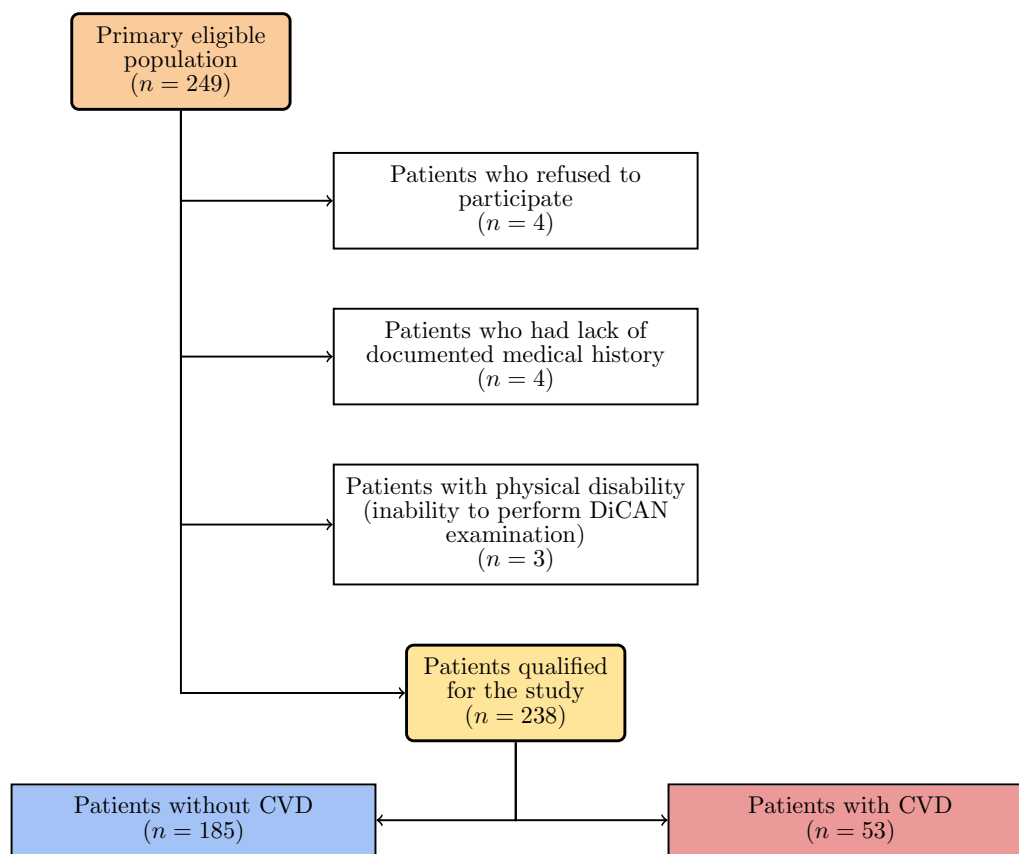 Primary eligible
population
(n = 249)
Patients who refused to
participate
(n = 4)
Patients who had lack of
documented medical history
(n = 4)
Patients with physical disability
(inability to perform DiCAN
examination)
(n = 3)
Patients qualified
for the study
(n = 238)
Patients without CVD
(n = 185)
Patients with CVD
(n = 53)